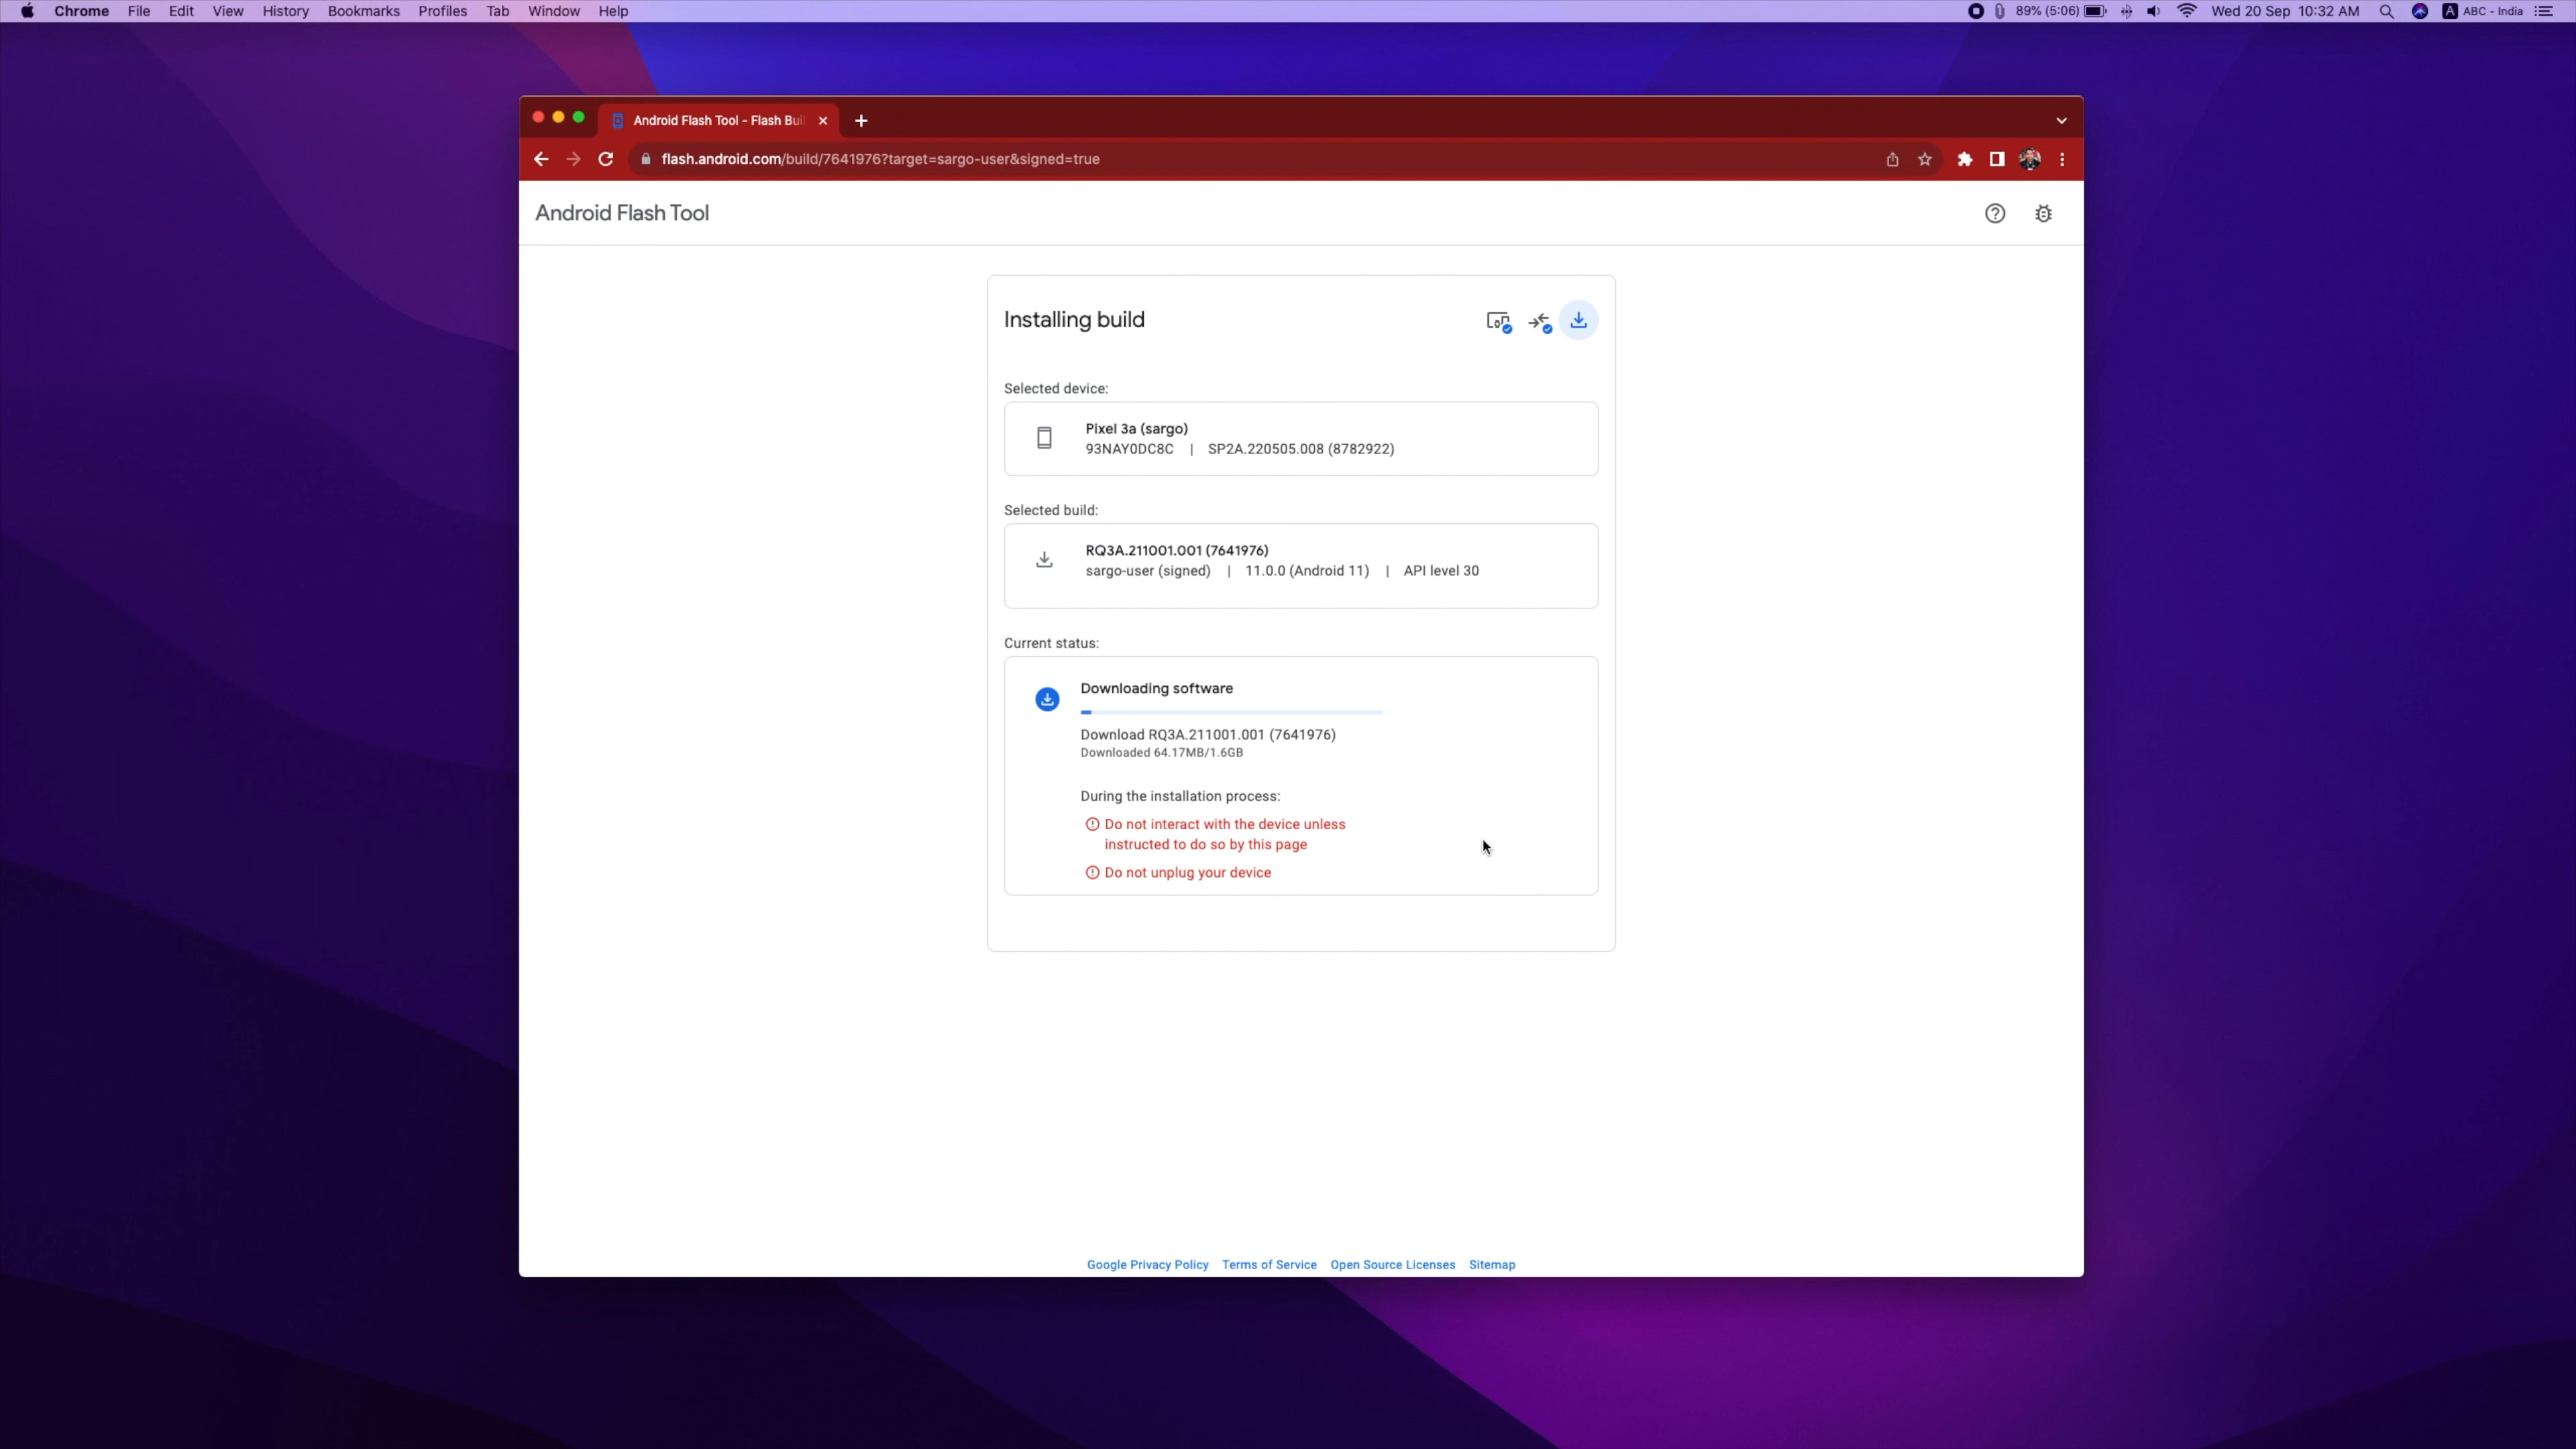 Chrome File Edit View History Bookmarks Profiles Tab Window Help 89% (5:06) Wed 20 Sep 10:32 AM A ABC - India
Android Flash Tool - Flash Bui
flash.android.com/build/7641976?target=sargo-user&signed=true
Android Flash Tool
Installing build
Selected device:
Pixel 3a (sargo)
93NAY0DC8C | SP2A.220505.008 (8782922)
Selected build:
RQ3A.211001.001 (7641976)
sargo-user (signed) | 11.0.0 (Android 11) | API level 30
Current status:
Downloading software
Download RQ3A.211001.001 (7641976)
Downloaded 64.17MB/1.6GB
During the installation process:
Do not interact with the device unless
instructed to do so by this page
Do not unplug your device
Google Privacy Policy Terms of Service Open Source Licenses Sitemap